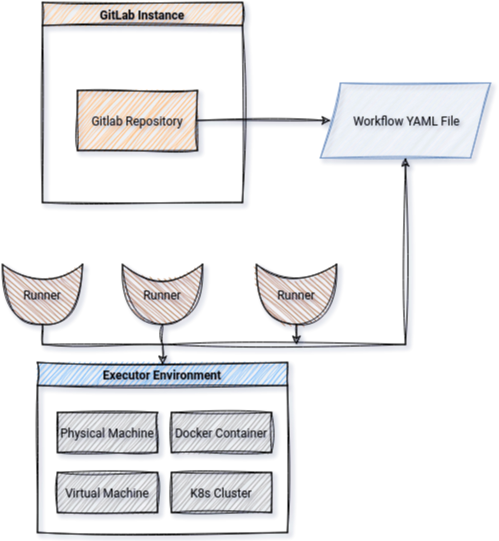 GitLab Instance
Gitlab Repository
Workflow YAML File
Runner
Runner
Runner
Executor Environment
Physical Machine
Docker Container
Virtual Machine
K8s Cluster